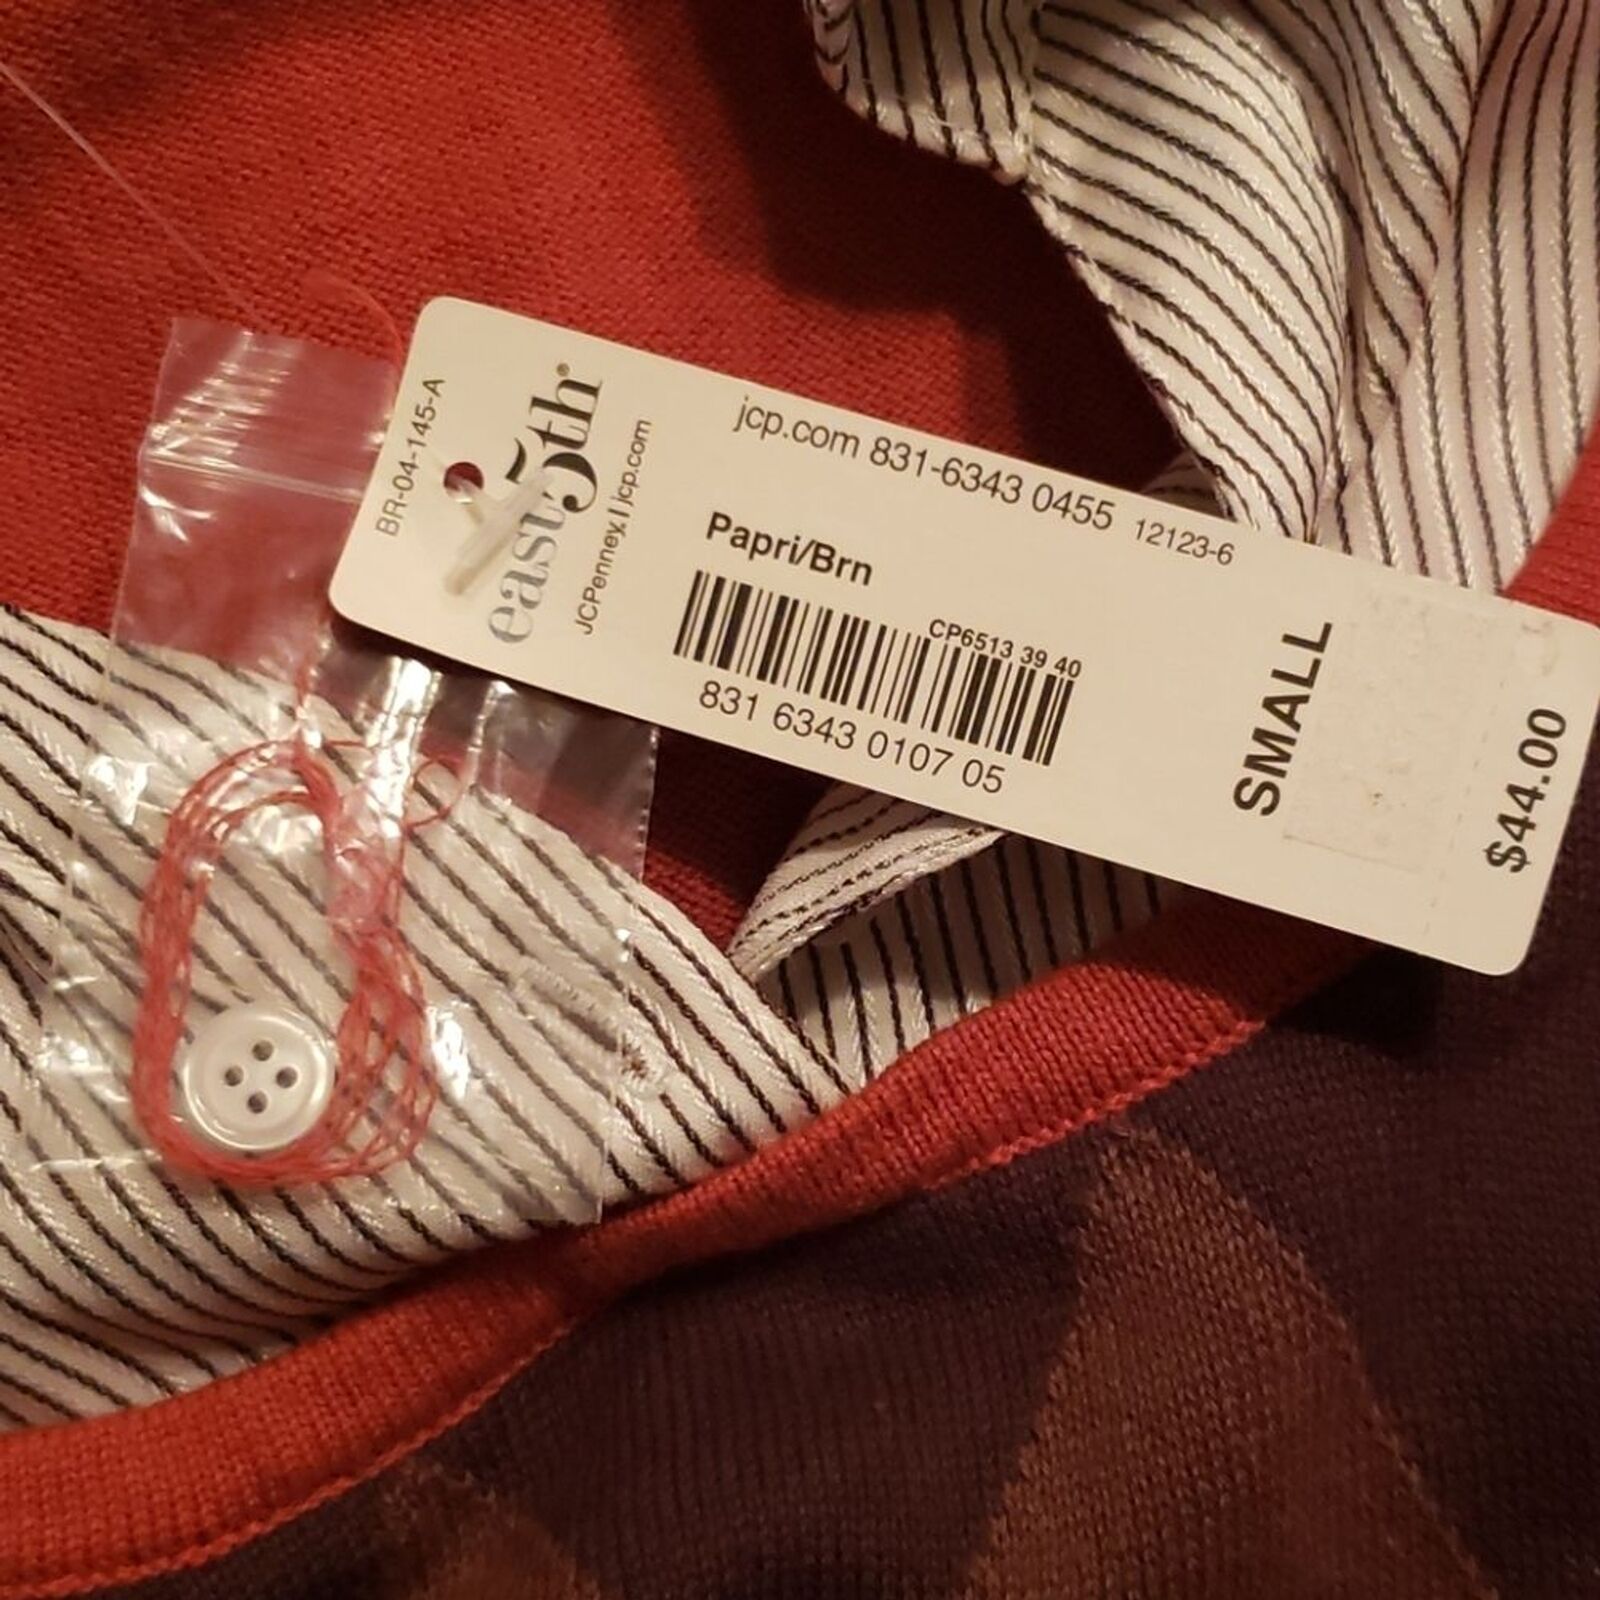 BR-04-145-A
east5th®
JCPenney | jcp.com
jcp.com 831-6343 0455 12123-6
Papri/Brn
CP6513 39 40
831 6343 0107 05
SMALL
$44.00